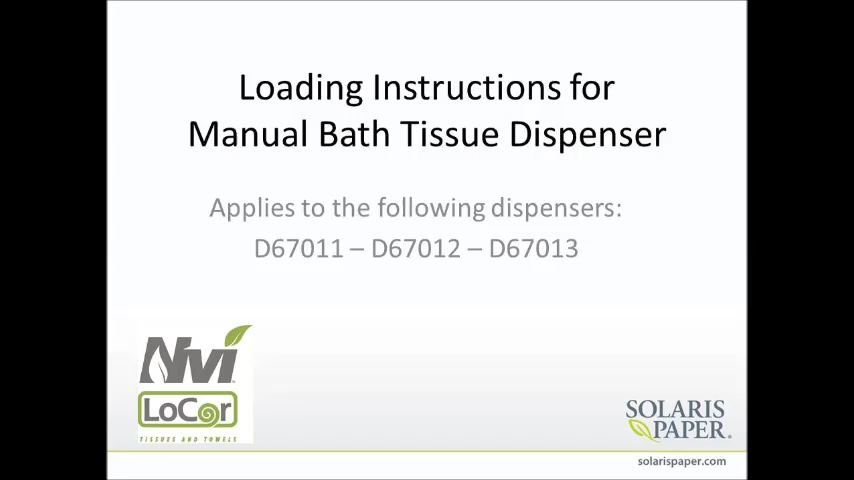 Loading Instructions for
Manual Bath Tissue Dispenser
Applies to the following dispensers:
D67011 – D67012 – D67013
Nvi
LoCor
TISSUES AND TOWELS
SOLARIS
PAPER®
solarispaper.com